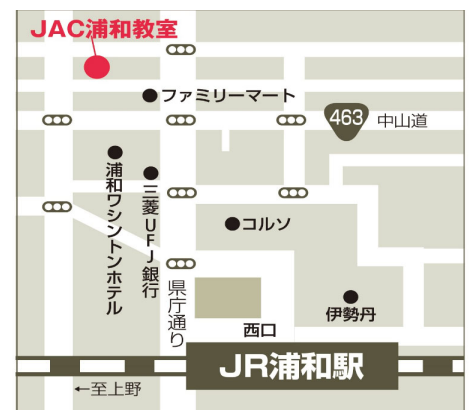 JAC浦和教室
ファミリーマート
463
中山道
浦和ワシントンホテル
三菱UFJ銀行
コルソ
県庁通り
伊勢丹
西口
JR浦和駅
←至上野